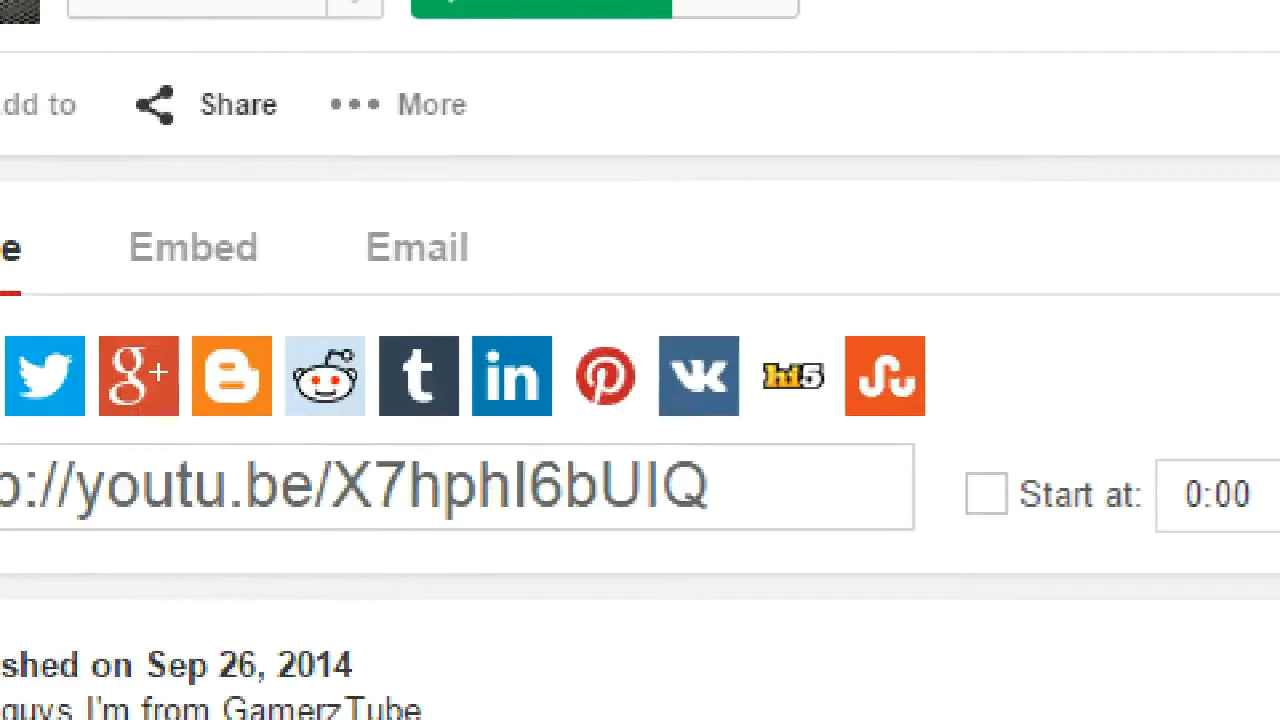 dd to Share More
e Embed Email
g+ t in hi5
p://youtu.be/X7hphI6bUIQ
Start at: 0:00
shed on Sep 26, 2014
guys I'm from GamerzTube